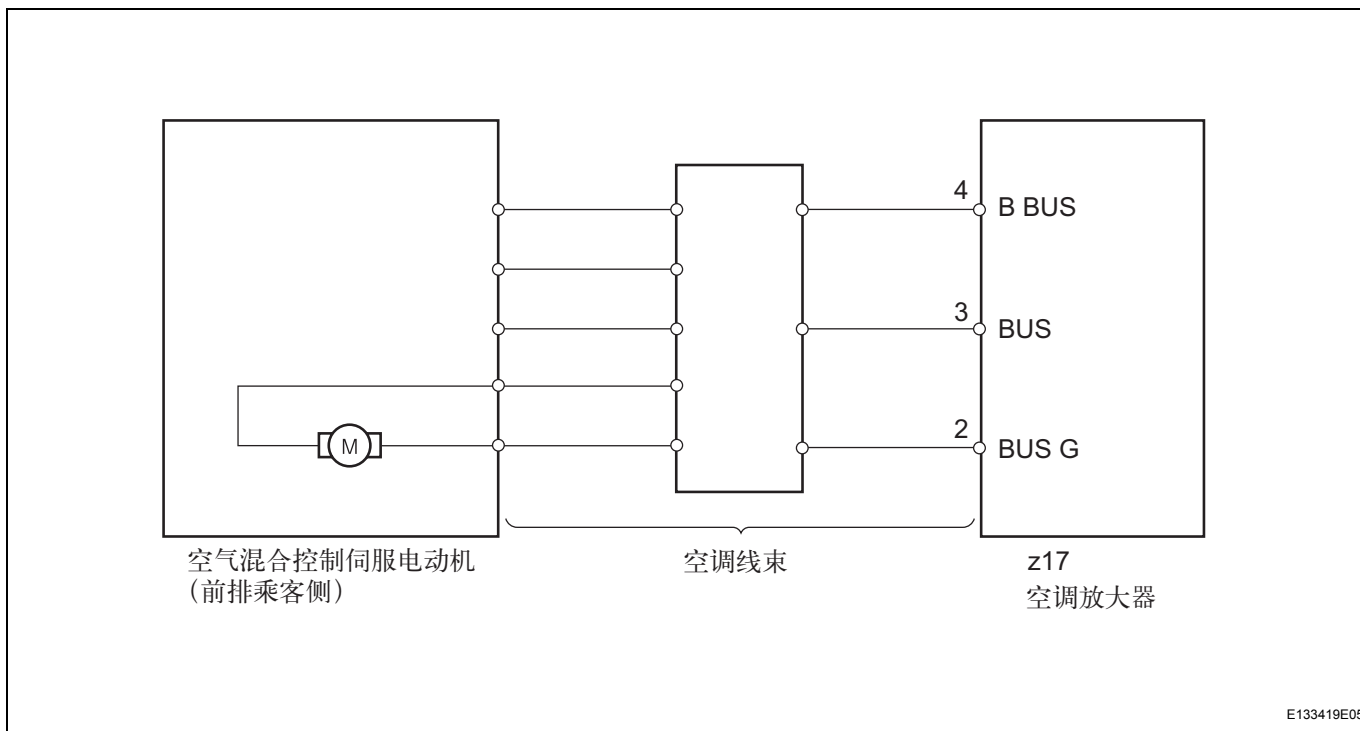 4
B BUS
3
BUS
2
BUS G
M
空气混合控制伺服电动机
（前排乘客侧）
空调线束
z17
空调放大器
E133419E05